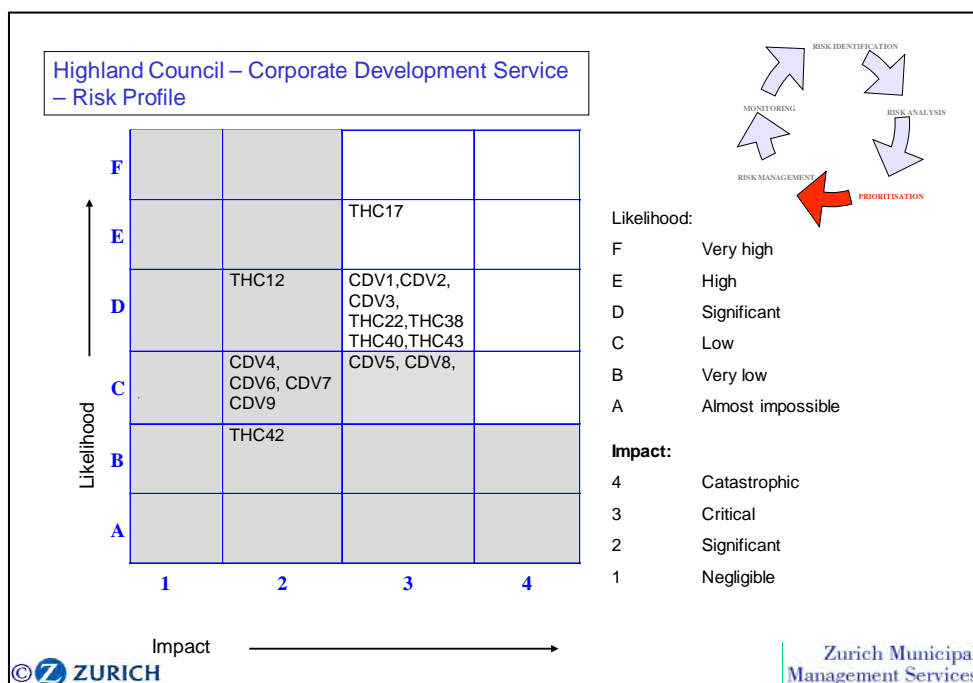 Highland Council – Corporate Development Service
– Risk Profile
RISK IDENTIFICATION
MONITORING
RISK ANALYSIS
RISK MANAGEMENT
PRIORITISATION
F
E
THC17
D
THC12
CDV1,CDV2,
CDV3,
THC22,THC38
THC40,THC43
C
CDV4,
CDV6, CDV7
CDV9
CDV5, CDV8,
B
THC42
A
1
2
3
4
Likelihood
Impact
Likelihood:
F Very high
E High
D Significant
C Low
B Very low
A Almost impossible
Impact:
4 Catastrophic
3 Critical
2 Significant
1 Negligible
© ZURICH
Zurich Municipal
Management Services